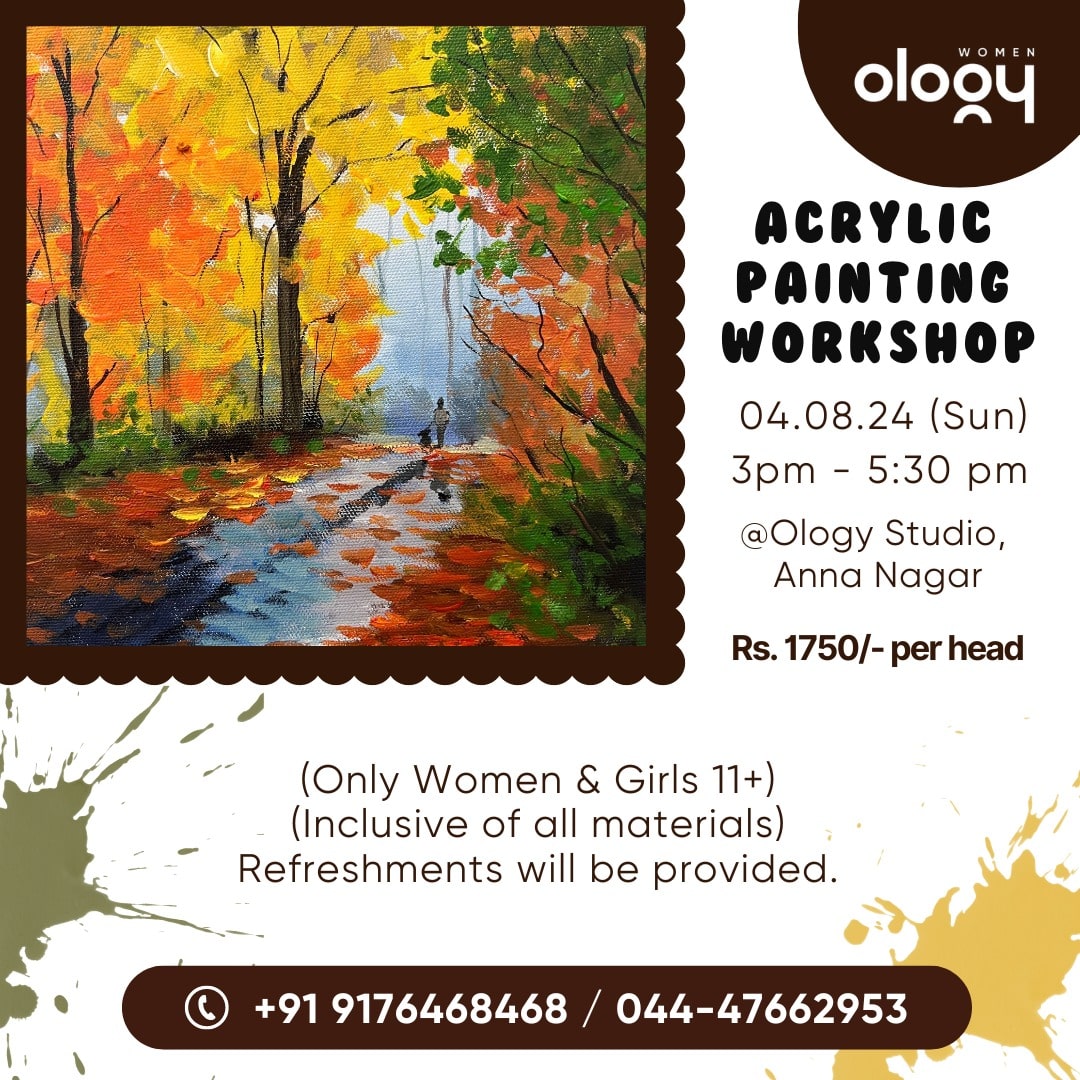 WOMEN
ology
ACRYLIC
PAINTING
WORKSHOP
04.08.24 (Sun)
3pm - 5:30 pm
@Ology Studio,
Anna Nagar
Rs. 1750/- per head
(Only Women & Girls 11+)
(Inclusive of all materials)
Refreshments will be provided.
+91 9176468468 / 044-47662953